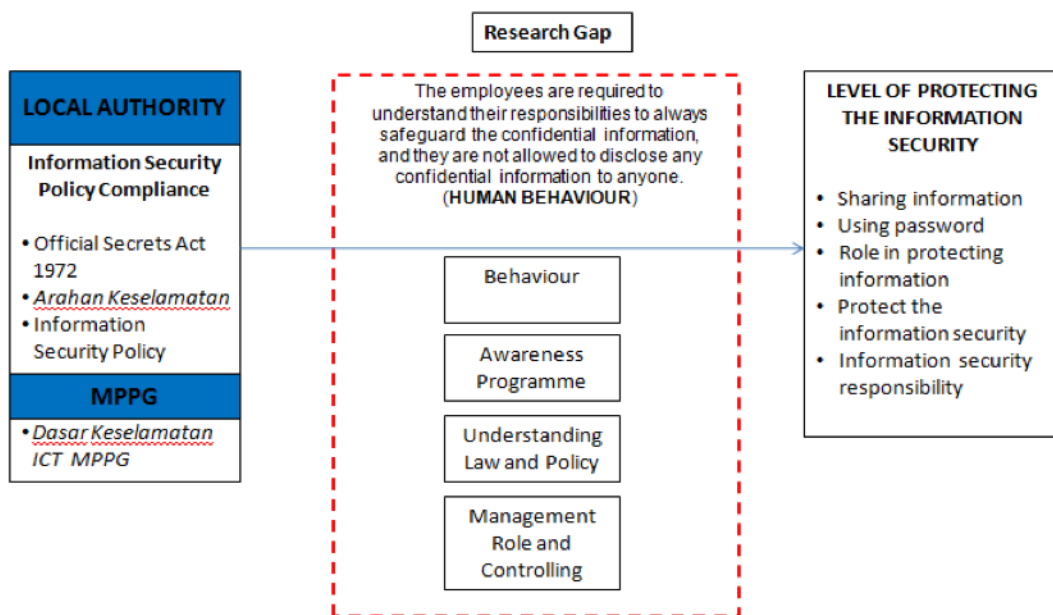 Research Gap
LOCAL AUTHORITY
Information Security
Policy Compliance
• Official Secrets Act
1972
• Arahan Keselamatan
• Information
Security Policy
MPPG
• Dasar Keselamatan
ICT MPPG
The employees are required to
understand their responsibilities to always
safeguard the confidential information,
and they are not allowed to disclose any
confidential information to anyone.
(HUMAN BEHAVIOUR)
Behaviour
Awareness
Programme
Understanding
Law and Policy
Management
Role and
Controlling
LEVEL OF PROTECTING
THE INFORMATION
SECURITY
• Sharing information
• Using password
• Role in protecting
information
• Protect the
information security
• Information security
responsibility